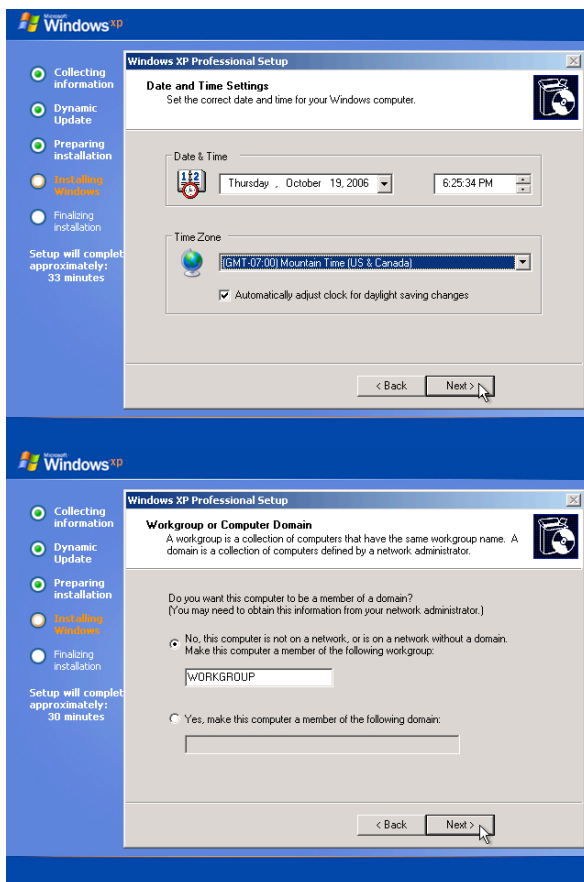 Microsoft
Windows xp
Windows XP Professional Setup
Collecting
information
Dynamic
Update
Preparing
installation
Installing
Windows
Finalizing
installation
Setup will complet
approximately:
33 minutes
Date and Time Settings
Set the correct date and time for your Windows computer.
Date & Time
Thursday , October 19, 2006
6:25:34 PM
Time Zone
(GMT-07:00) Mountain Time (US & Canada)
Automatically adjust clock for daylight saving changes
< Back
Next >
Microsoft
Windows xp
Windows XP Professional Setup
Collecting
information
Dynamic
Update
Preparing
installation
Installing
Windows
Finalizing
installation
Setup will complet
approximately:
30 minutes
Workgroup or Computer Domain
A workgroup is a collection of computers that have the same workgroup name. A
domain is a collection of computers defined by a network administrator.
Do you want this computer to be a member of a domain?
(You may need to obtain this information from your network administrator.)
No, this computer is not on a network, or is on a network without a domain.
Make this computer a member of the following workgroup:
WORKGROUP
Yes, make this computer a member of the following domain:
< Back
Next >